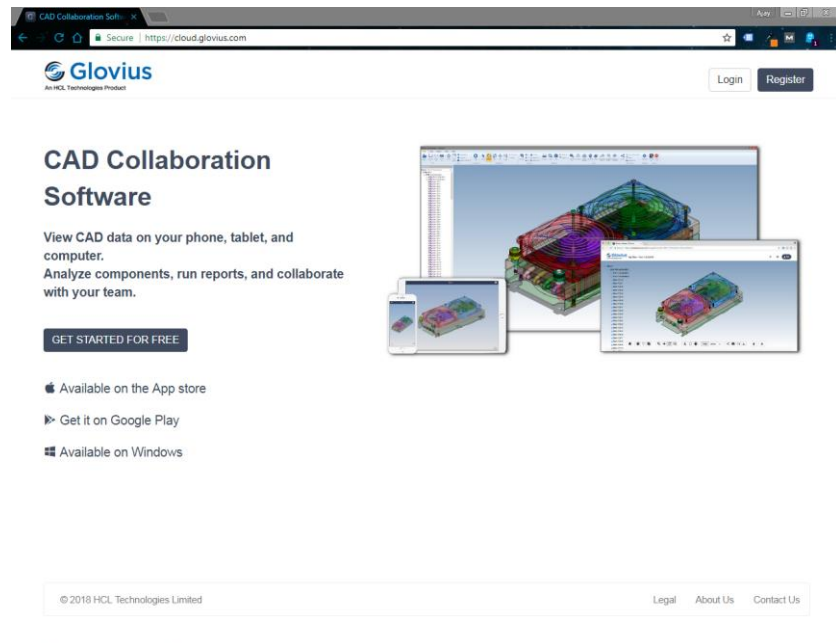 CAD Collaboration Softw
Ajay
Secure | https://cloud.glovius.com
Glovius
An HCL Technologies Product
Login
Register
CAD Collaboration
Software
View CAD data on your phone, tablet, and
computer.
Analyze components, run reports, and collaborate
with your team.
GET STARTED FOR FREE
Available on the App store
Get it on Google Play
Available on Windows
Glovius
© 2018 HCL Technologies Limited
Legal
About Us
Contact Us